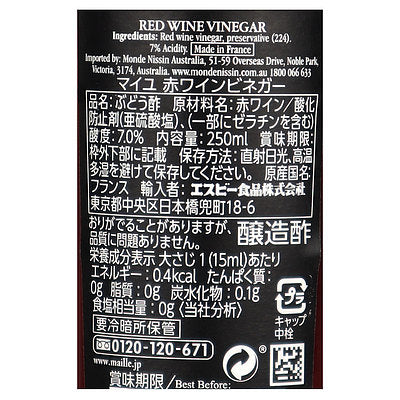 RED WINE VINEGAR
Ingredients: Red wine vinegar, preservative (224).
7% Acidity. Made in France
Imported by: Monde Nissin Australia, 51-59 Overseas Drive, Noble Park,
Victoria, 3174, Australia. www.mondenissin.com.au 1800 066 633
マイユ 赤ワインビネガー
品名:ぶどう酢 原材料名:赤ワイン/酸化
防止剤(亜硫酸塩)、(一部にゼラチンを含む)
酸度:7.0% 内容量:250ml 賞味期限:
枠外下部に記載 保存方法:直射日光、高温
多湿を避けて保存してください。 原産国名:
フランス 輸入者:エスビー食品株式会社
東京都中央区日本橋兜町18-6
おりがでることがありますが、
品質に問題ありません。
醸造酢
栄養成分表示 大さじ1(15ml)あたり
エネルギー:0.4kcal たんぱく質:
0g 脂質:0g 炭水化物:0.1g
食塩相当量:0g〈当社分析〉
プラ
キャップ
中栓
要冷暗所保管
0120-120-671
www.maille.com
賞味期限/Best Before: